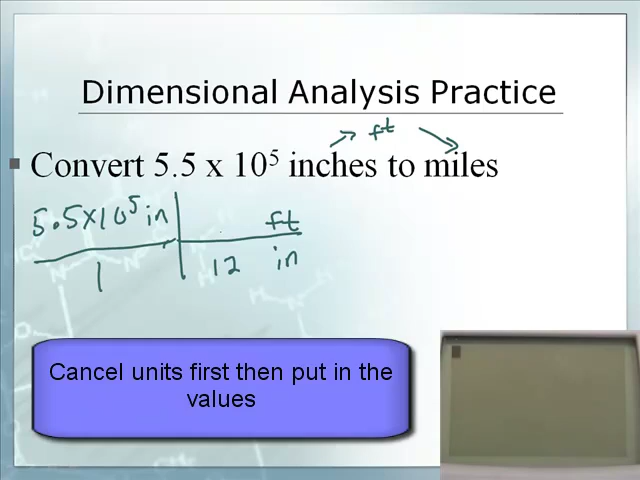 Dimensional Analysis Practice
ft
Convert 5.5 x 10⁵ inches to miles
5.5x10⁵ in ft
1 12 in
Cancel units first then put in the
values